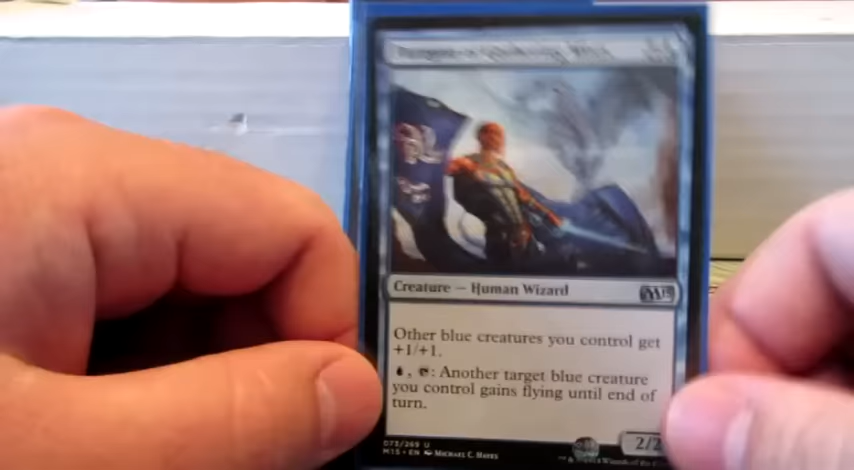 Creature — Human Wizard
M15
Other blue creatures you control get
+1/+1.
: Another target blue creature
you control gains flying until end of
turn.
073/269 U
M15 • EN Michael C. Hayes
2/2